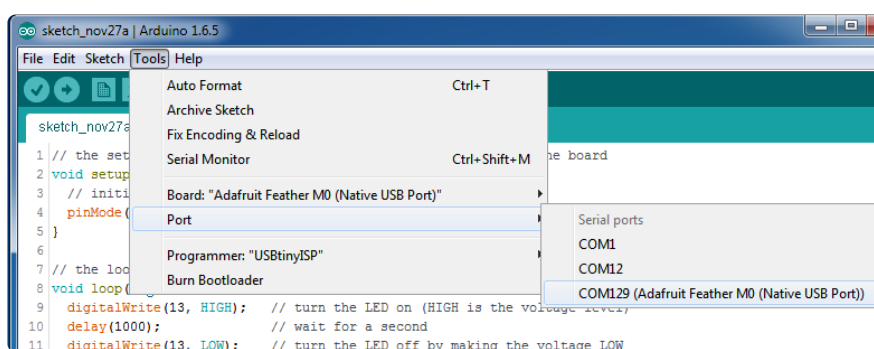 sketch_nov27a | Arduino 1.6.5
File Edit Sketch Tools Help
sketch_nov27a
Auto Format Ctrl+T
Archive Sketch
Fix Encoding & Reload
Serial Monitor Ctrl+Shift+M
Board: "Adafruit Feather M0 (Native USB Port)"
Port
Programmer: "USBtinyISP"
Burn Bootloader
Serial ports
COM1
COM12
COM129 (Adafruit Feather M0 (Native USB Port))
1 // the set he board
2 void setup
3 // initi
4 pinMode(
5 }
6
7 // the loo
8 void loop(
9 digitalWrite(13, HIGH); // turn the LED on (HIGH is the voltage level)
10 delay(1000); // wait for a second
11 digitalWrite(13, LOW); // turn the LED off by making the voltage LOW